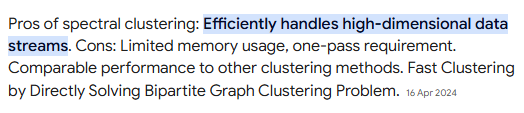 Pros of spectral clustering: Efficiently handles high-dimensional data
streams. Cons: Limited memory usage, one-pass requirement.
Comparable performance to other clustering methods. Fast Clustering
by Directly Solving Bipartite Graph Clustering Problem. 16 Apr 2024